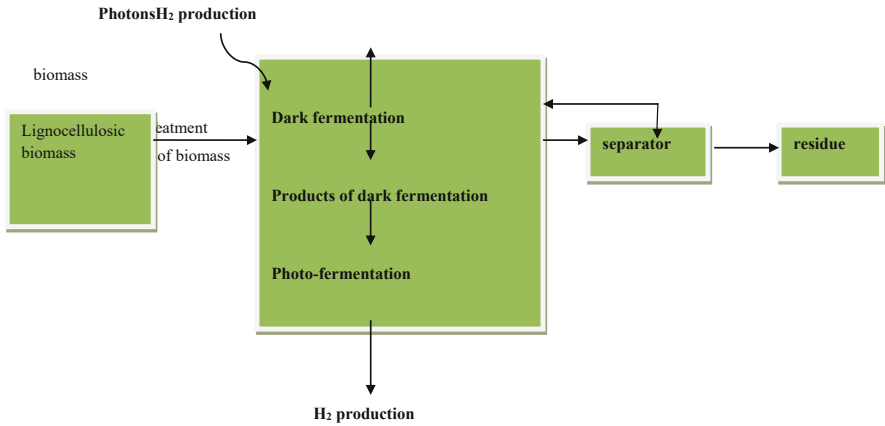 PhotonsH₂ production
biomass
Lignocellulosic
biomass
eatment
of biomass
Dark fermentation
Products of dark fermentation
Photo-fermentation
separator
residue
H₂ production